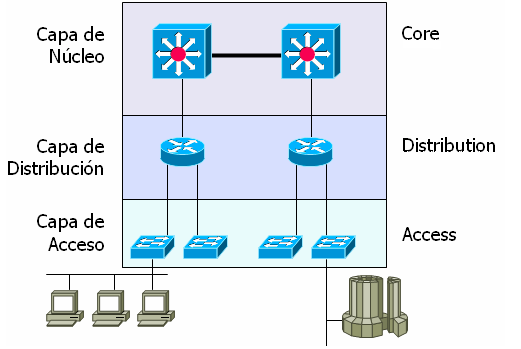 Capa de
Núcleo
Core
Capa de
Distribución
Distribution
Capa de
Acceso
Access